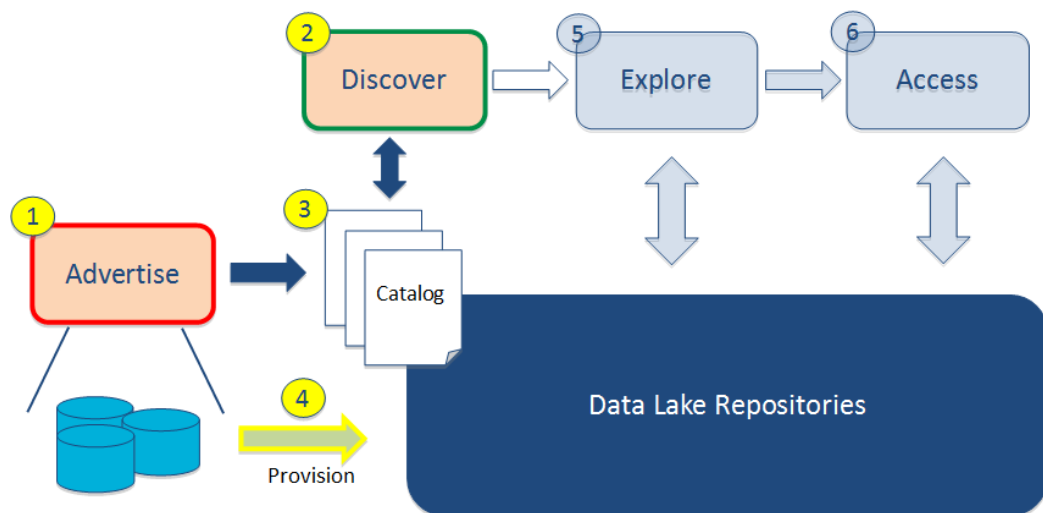 2
Discover
5
Explore
6
Access
1
Advertise
3
Catalog
4
Provision
Data Lake Repositories